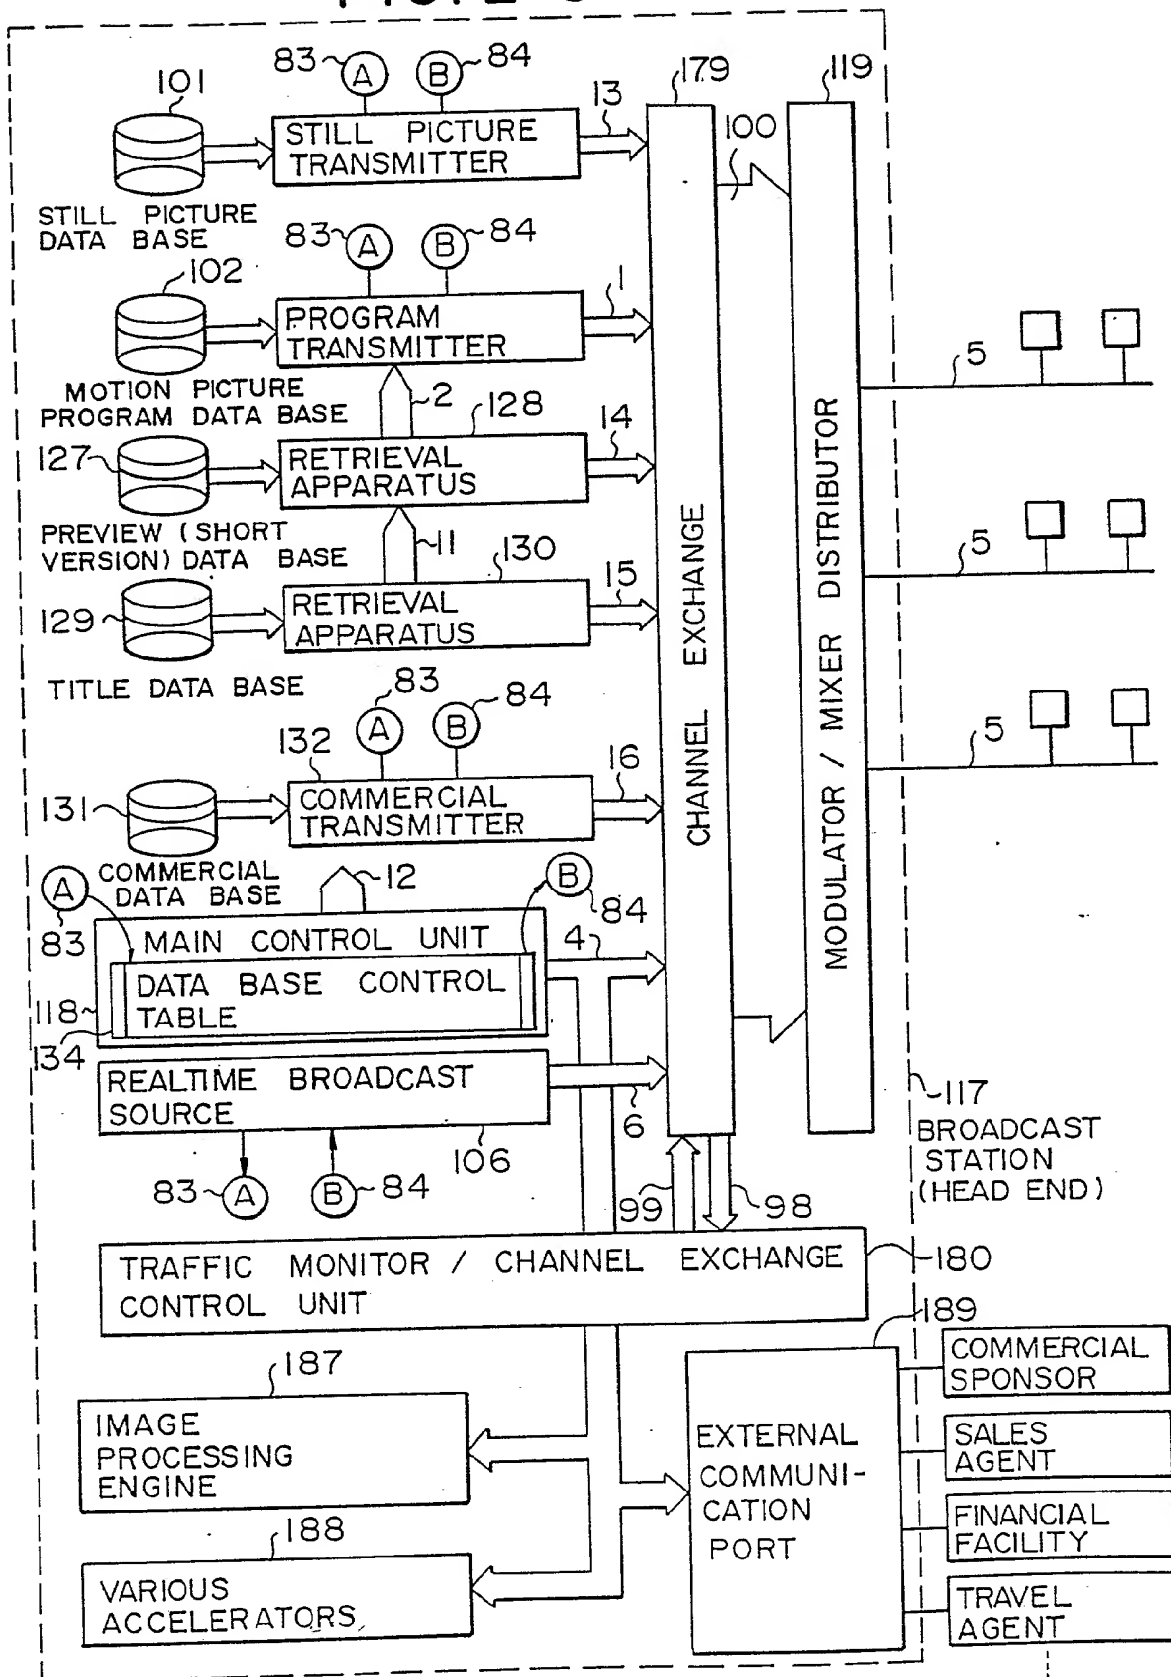 83 A B 84
179
119
101
13
100
STILL PICTURE
TRANSMITTER
STILL PICTURE
DATA BASE
83 A B 84
102
1
PROGRAM
TRANSMITTER
MOTION PICTURE
PROGRAM DATA BASE
2
128
5
127
14
RETRIEVAL
APPARATUS
PREVIEW (SHORT
VERSION) DATA BASE
11
130
5
129
15
RETRIEVAL
APPARATUS
TITLE DATA BASE
83
A B 84
132
16
5
131
COMMERCIAL
TRANSMITTER
COMMERCIAL
DATA BASE
12
A
83
B
84
MAIN CONTROL UNIT
4
DATA BASE CONTROL
TABLE
118
134
REALTIME BROADCAST
SOURCE
6
106
83 A B 84
CHANNEL EXCHANGE
MODULATOR / MIXER DISTRIBUTOR
117
BROADCAST
STATION
(HEAD END)
99
98
TRAFFIC MONITOR / CHANNEL EXCHANGE
CONTROL UNIT
180
189
187
IMAGE
PROCESSING
ENGINE
188
VARIOUS
ACCELERATORS
EXTERNAL
COMMUNI-
CATION
PORT
COMMERCIAL
SPONSOR
SALES
AGENT
FINANCIAL
FACILITY
TRAVEL
AGENT